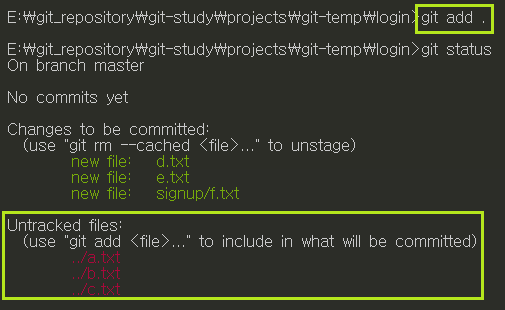 E:₩git_repository₩git-study₩projects₩git-temp₩login>git add .
E:₩git_repository₩git-study₩projects₩git-temp₩login>git status
On branch master
No commits yet
Changes to be committed:
(use "git rm --cached <file>..." to unstage)
new file: d.txt
new file: e.txt
new file: signup/f.txt
Untracked files:
(use "git add <file>..." to include in what will be committed)
../a.txt
../b.txt
../c.txt